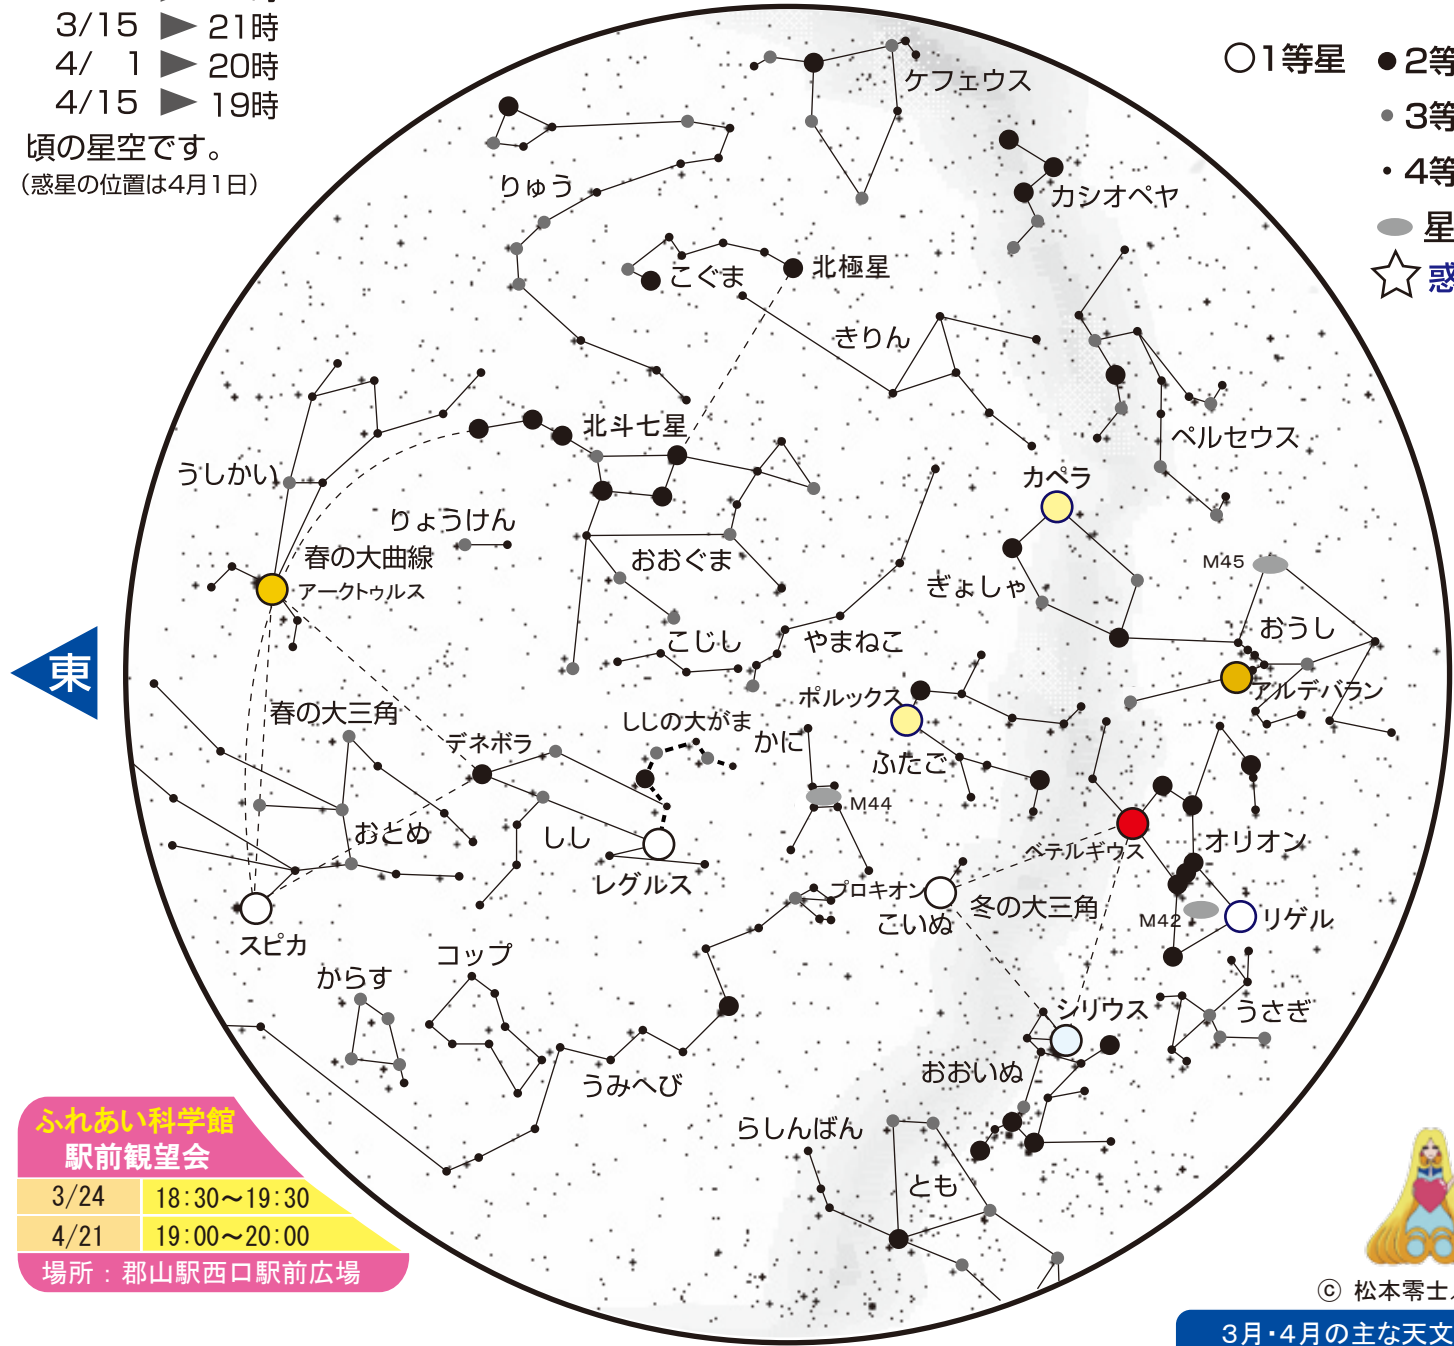 3/15 ▶ 21時
4/ 1 ▶ 20時
4/15 ▶ 19時
頃の星空です。
（惑星の位置は4月1日）
○1等星
●2等
3等
4等
星
惑
ケフェウス
カシオペヤ
りゅう
こぐま
北極星
きりん
ペルセウス
北斗七星
うしかい
カペラ
りょうけん
春の大曲線
おおぐま
M45
アークトゥルス
ぎょしゃ
おうし
こじし
やまねこ
東
ポルックス
アルデバラン
春の大三角
ししの大がま
デネボラ
かに
ふたご
M44
おとめ
しし
オリオン
ベテルギウス
レグルス
プロキオン
こいぬ
冬の大三角
M42
リゲル
スピカ
コップ
からす
シリウス
うさぎ
おおいぬ
うみへび
らしんばん
とも
ふれあい科学館
駅前観望会
3/24 18:30〜19:30
4/21 19:00〜20:00
場所：郡山駅西口駅前広場
© 松本零士
3月・4月の主な天文